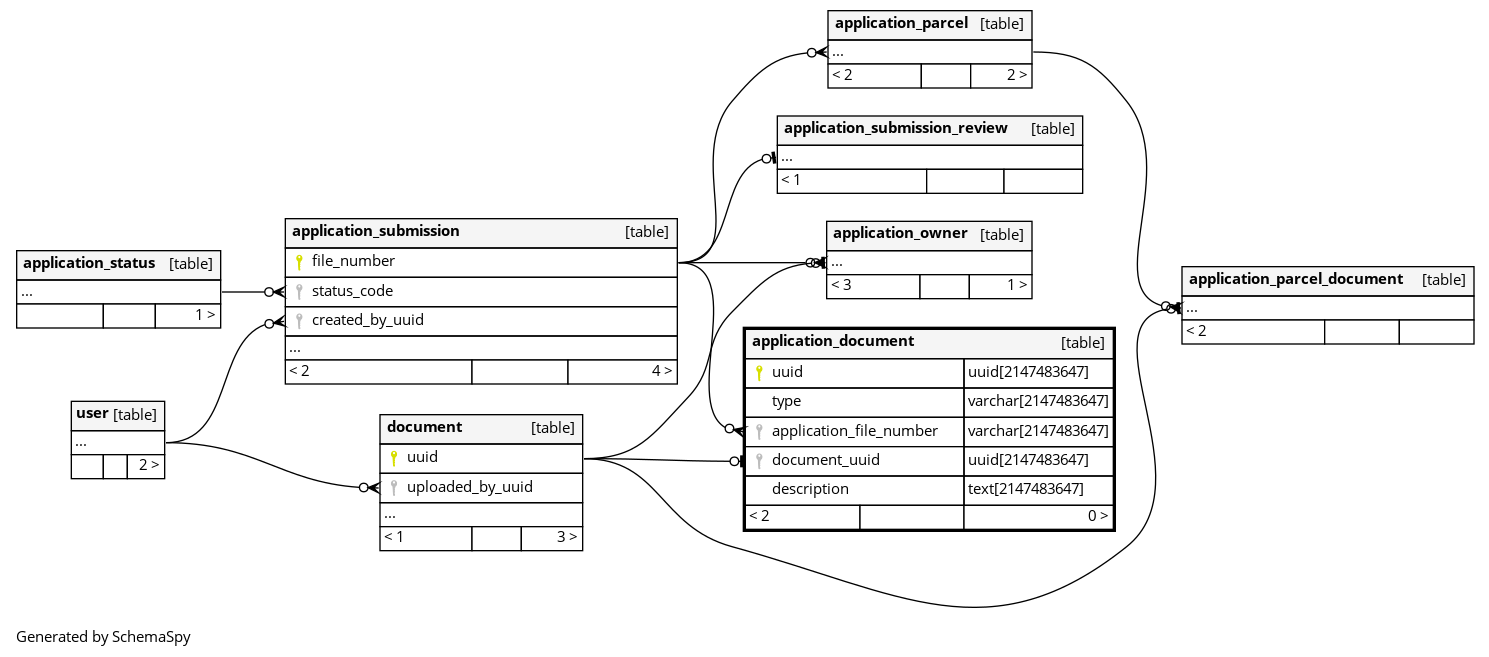 application_parcel [table]
...
< 2 2 >
application_submission_review [table]
...
< 1
application_submission [table]
file_number
status_code
created_by_uuid
...
< 2 4 >
application_owner [table]
...
< 3 1 >
application_status [table]
...
1 >
application_parcel_document [table]
...
< 2
application_document [table]
uuid uuid[2147483647]
type varchar[2147483647]
application_file_number varchar[2147483647]
document_uuid uuid[2147483647]
description text[2147483647]
< 2 0 >
user [table]
...
2 >
document [table]
uuid
uploaded_by_uuid
...
< 1 3 >
Generated by SchemaSpy